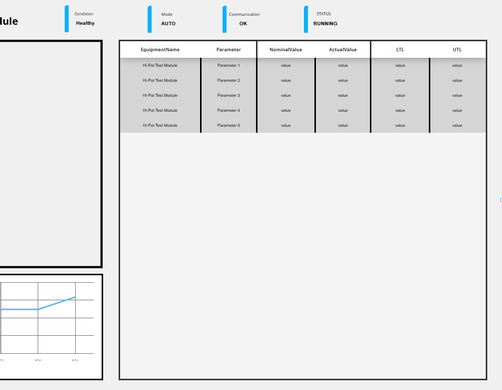 dule
Condition
Healthy
Mode
AUTO
Communication
OK
STATUS
RUNNING
EquipmentName Parameter NominalValue ActualValue LTL UTL
Hi-Pot Test Module Parameter 1 value value value value
Hi-Pot Test Module Parameter 2 value value value value
Hi-Pot Test Module Parameter 3 value value value value
Hi-Pot Test Module Parameter 4 value value value value
Hi-Pot Test Module Parameter 5 value value value value